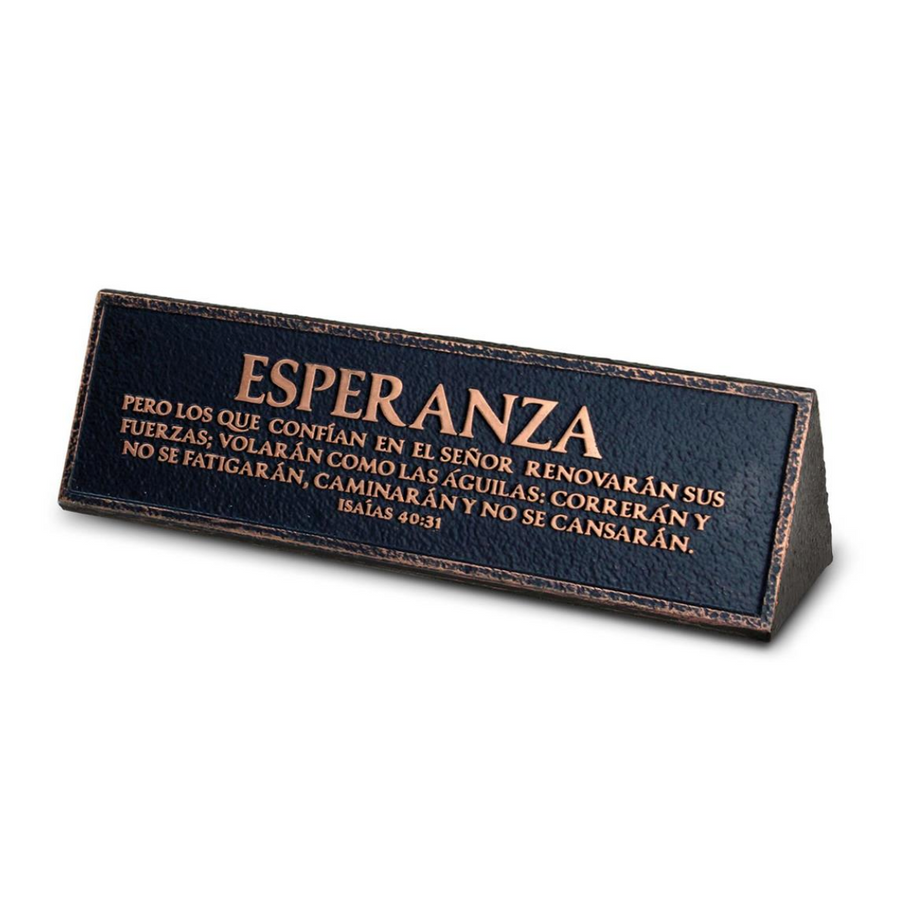 ESPERANZA
PERO LOS QUE CONFÍAN EN EL SEÑOR RENOVARÁN SUS
FUERZAS; VOLARÁN COMO LAS ÁGUILAS: CORRERÁN Y
NO SE FATIGARÁN, CAMINARÁN Y NO SE CANSARÁN.
ISAÍAS 40:31